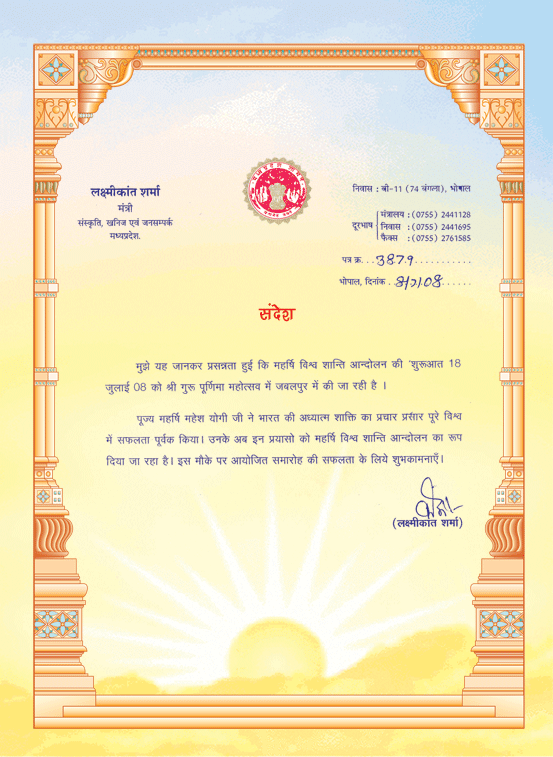 लक्ष्मीकांत शर्मा
मंत्री
संस्कृति, खनिज एवं जनसम्पर्क
मध्यप्रदेश.
निवास : बी-11 (74 बंगला), भोपाल
दूरभाष
मंत्रालय : (0755) 2441128
निवास : (0755) 2441695
फैक्स : (0755) 2761585
पत्र क्र. . . 3879 . . . . . . . . . . .
भोपाल, दिनांक . 8/7/08 . . . . . .
संदेश
मुझे यह जानकर प्रसन्नता हुई कि महर्षि विश्व शान्ति आन्दोलन की 'शुरूआत 18
जुलाई 08 को श्री गुरू पूर्णिमा महोत्सव में जबलपुर में की जा रही है ।
पूज्य महर्षि महेश योगी जी ने भारत की अध्यात्म शाक्ति का प्रचार प्रसार पूरे विश्व
में सफलता पूर्वक किया। उनके अब इन प्रयासो को महर्षि विश्व शान्ति आन्दोलन का रूप
दिया जा रहा है। इस मौके पर आयोजित समारोह की सफलता के लिये शुभकामनाएँ।
(लक्ष्मीकांत शर्मा)